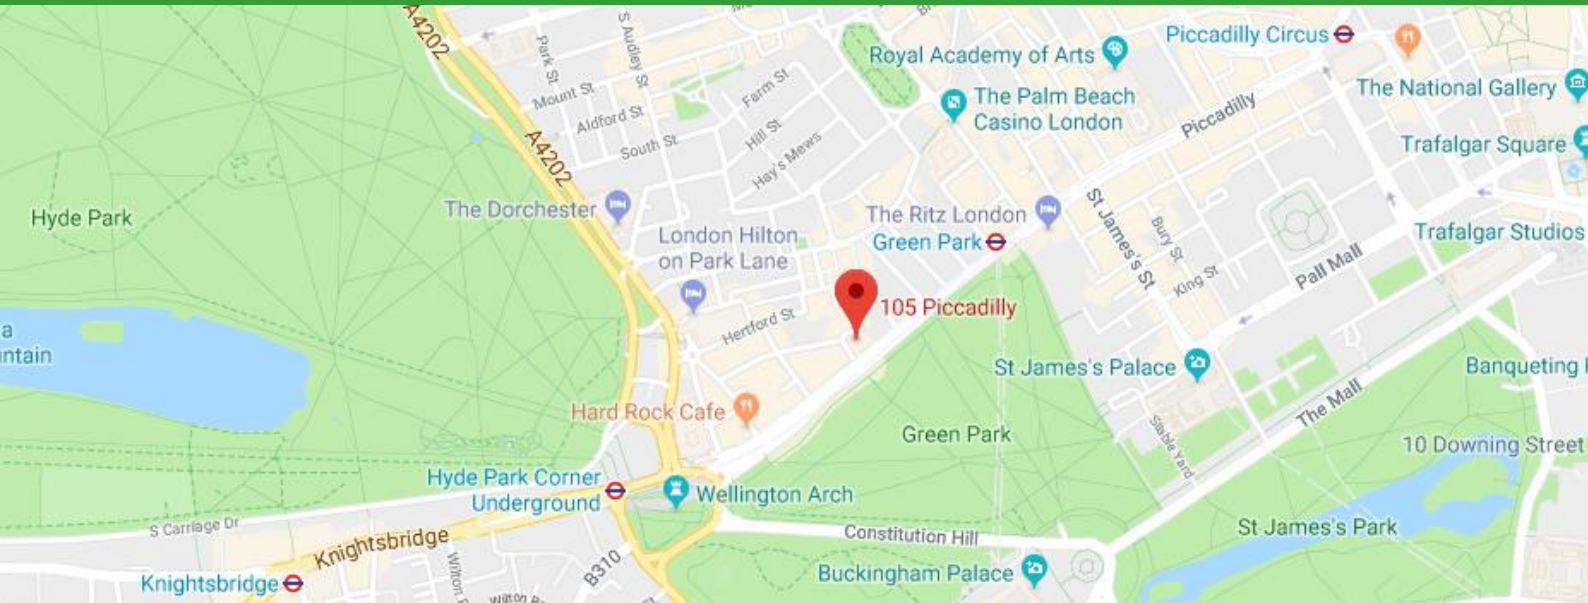 A4202
S Audley St
Park St
Piccadilly Circus
Royal Academy of Arts
Mount St
Farm St
The National Gallery
The Palm Beach
Casino London
Aldford St
Piccadilly
A4202
Hill St
South St
Trafalgar Square
Hay's Mews
The Dorchester
Hyde Park
The Ritz London
St James's St
Bury St
London Hilton
on Park Lane
Green Park
Trafalgar Studios
Pall Mall
King St
105 Piccadilly
Hertford St
a
untain
St James's Palace
Banqueting
The Mall
Hard Rock Cafe
Green Park
Stable Yard
10 Downing Street
Hyde Park Corner
Underground
Wellington Arch
S Carriage Dr
Constitution Hill
St James's Park
Knightsbridge
B310
Buckingham Palace
Knightsbridge
Wilton
Wilton